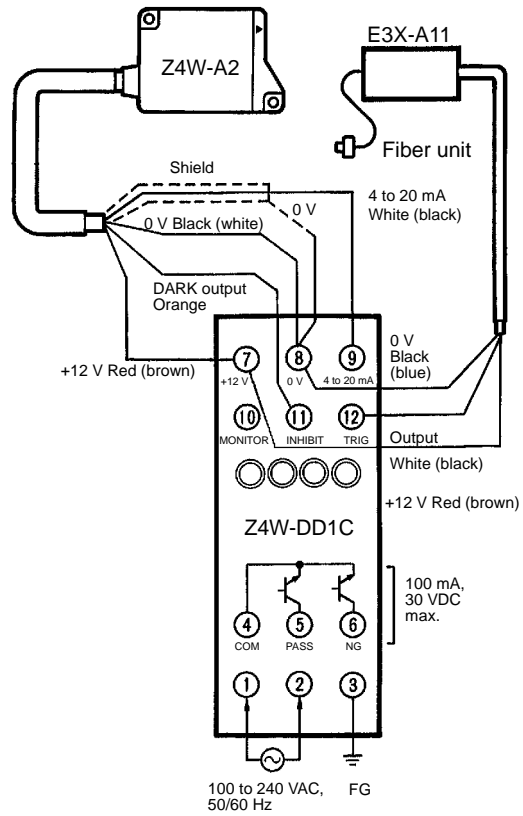 Z4W-A2
E3X-A11
Fiber unit
Shield
4 to 20 mA
White (black)
0 V
0 V Black (white)
DARK output
Orange
0 V
Black
(blue)
+12 V Red (brown)
7
8
9
+12 V
0 V
4 to 20 mA
10
11
12
MONITOR
INHIBIT
TRIG
Output
White (black)
+12 V Red (brown)
Z4W-DD1C
100 mA,
30 VDC
max.
4
5
6
COM
PASS
NG
1
2
3
100 to 240 VAC,
50/60 Hz
FG